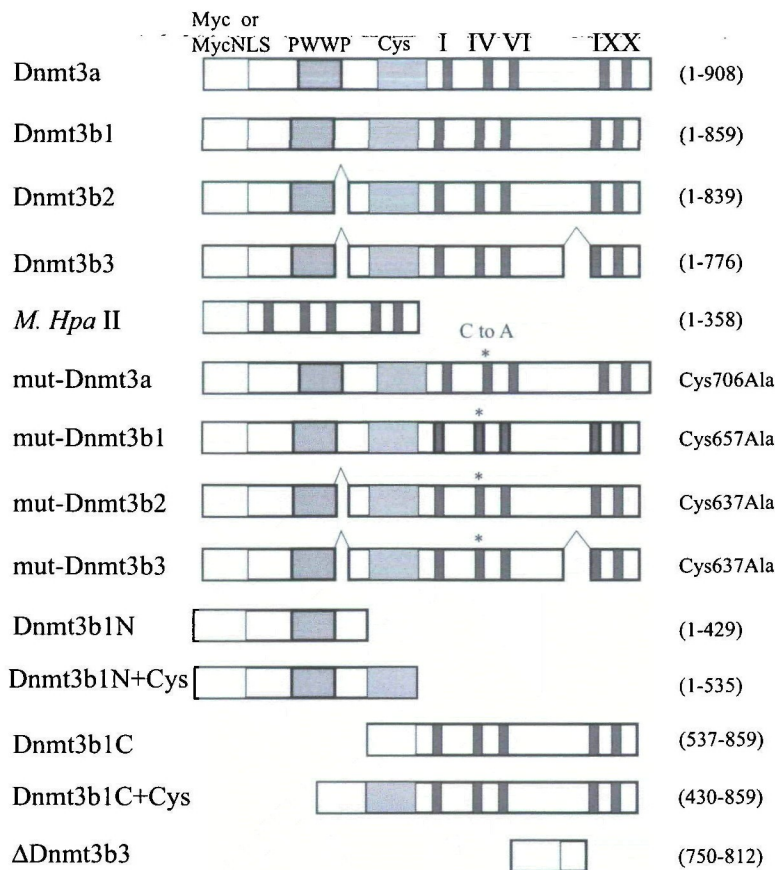 Myc or
MycNLS PWWP Cys I IV VI IX X
Dnmt3a (1-908)
Dnmt3b1 (1-859)
Dnmt3b2 (1-839)
Dnmt3b3 (1-776)
M. Hpa II (1-358)
C to A
*
mut-Dnmt3a Cys706Ala
*
mut-Dnmt3b1 Cys657Ala
*
mut-Dnmt3b2 Cys637Ala
*
mut-Dnmt3b3 Cys637Ala
Dnmt3b1N (1-429)
Dnmt3b1N+Cys (1-535)
Dnmt3b1C (537-859)
Dnmt3b1C+Cys (430-859)
ΔDnmt3b3 (750-812)